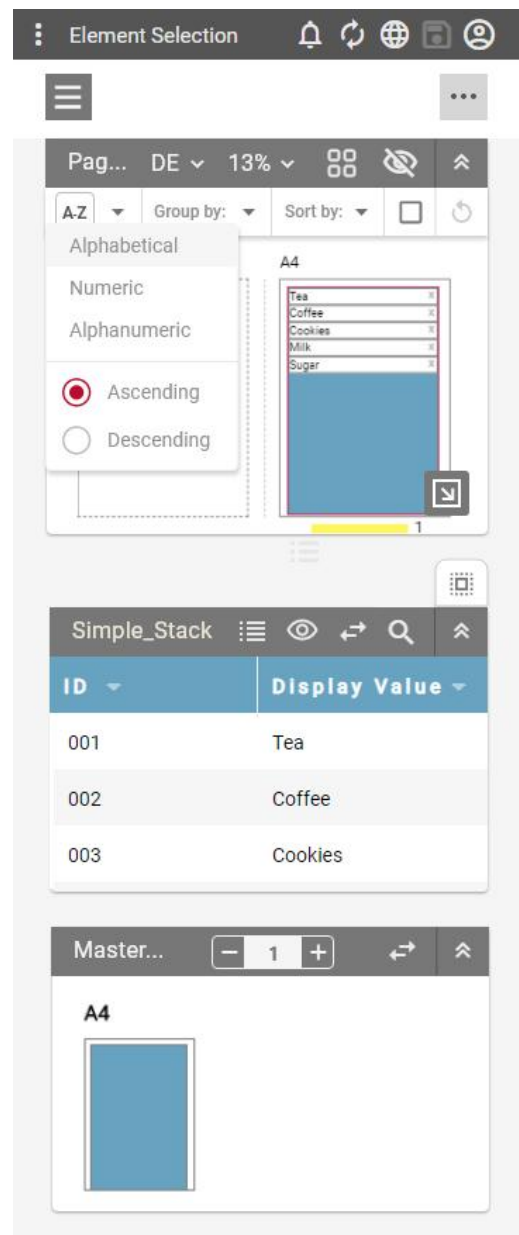 Element Selection
Pag... DE 13%
A-Z Group by: Sort by:
Alphabetical
Numeric
Alphanumeric
Ascending
Descending
A4
Tea x
Coffee x
Cookies x
Milk x
Sugar x
1
Simple_Stack
ID Display Value
001 Tea
002 Coffee
003 Cookies
Master... 1
A4